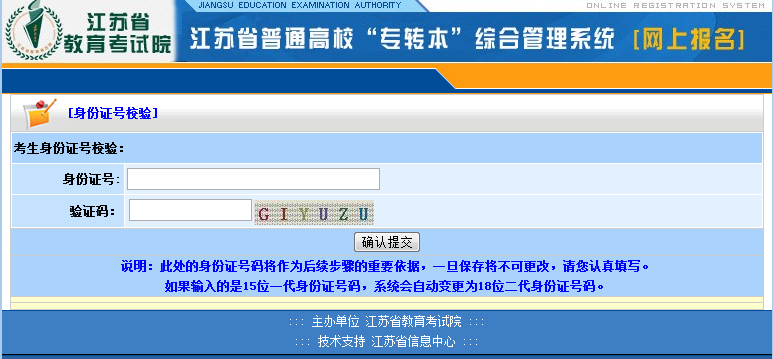 JIANGSU EDUCATION EXAMINATION AUTHORITY
ONLINE REGISTRATION SYSTEM
江苏省
教育考试院
江苏省普通高校“专转本”综合管理系统 [网上报名]
[身份证号校验]
考生身份证号校验：
身份证号:
验证码： GIYUZU
确认提交
说明：此处的身份证号码将作为后续步骤的重要依据，一旦保存将不可更改，请您认真填写。
如果输入的是15位一代身份证号码，系统会自动变更为18位二代身份证号码。
::: 主办单位 江苏省教育考试院 :::
::: 技术支持 江苏省信息中心 :::